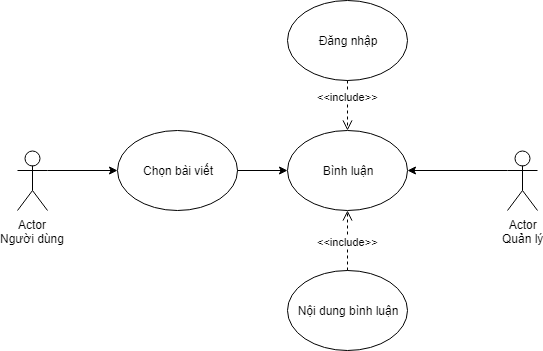 Đăng nhập
<<include>>
Chọn bài viết
Bình luận
Actor
Người dùng
Actor
Quản lý
<<include>>
Nội dung bình luận